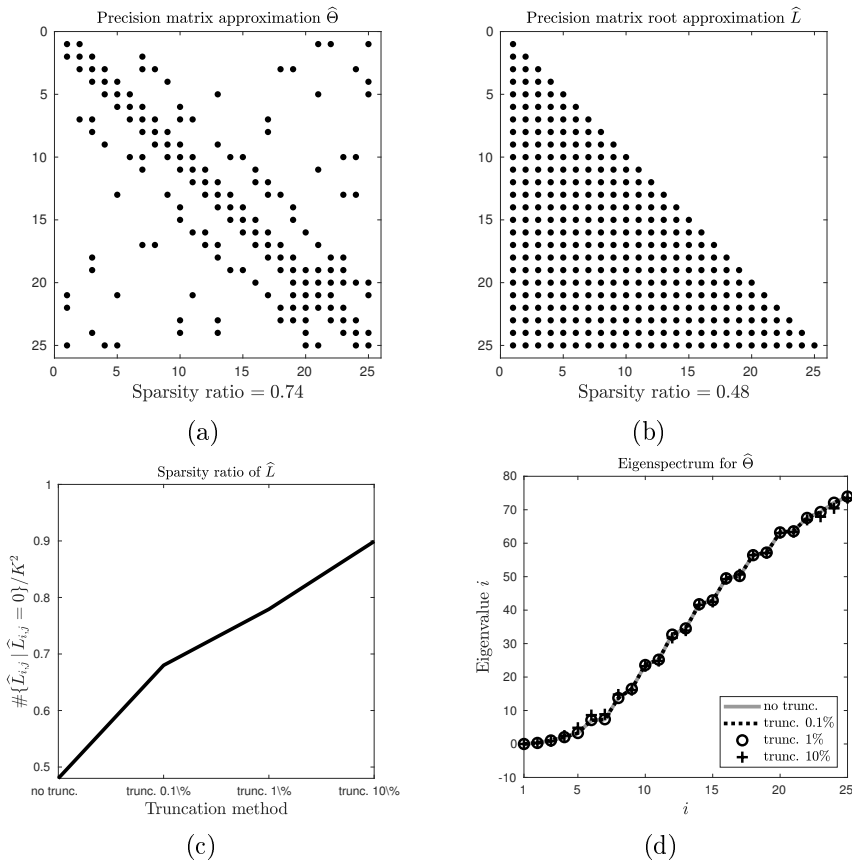 Precision matrix approximation Θ̂
0
5
10
15
20
25
0 5 10 15 20 25
Sparsity ratio = 0.74
(a)
Precision matrix root approximation L̂
0
5
10
15
20
25
0 5 10 15 20 25
Sparsity ratio = 0.48
(b)
Sparsity ratio of L̂
#{L̂i,j | L̂i,j = 0}/K²
1
0.9
0.8
0.7
0.6
0.5
no trunc. trunc. 0.1\% trunc. 1\% trunc. 10\%
Truncation method
(c)
Eigenspectrum for Θ̂
Eigenvalue i
80
70
60
50
40
30
20
10
0
-10
no trunc.
trunc. 0.1%
trunc. 1%
trunc. 10%
1 5 10 15 20 25
i
(d)